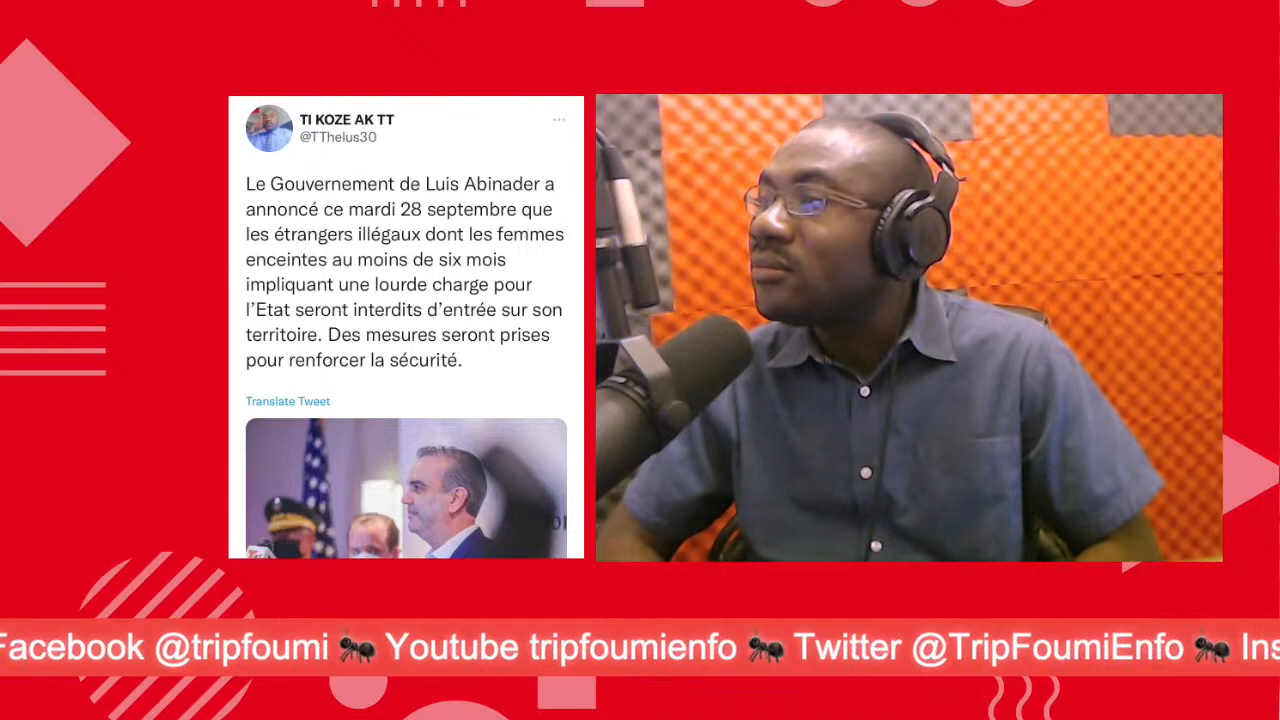 TI KOZE AK TT
@TThelus30
Le Gouvernement de Luis Abinader a
annoncé ce mardi 28 septembre que
les étrangers illégaux dont les femmes
enceintes au moins de six mois
impliquant une lourde charge pour
l'Etat seront interdits d'entrée sur son
territoire. Des mesures seront prises
pour renforcer la sécurité.
Translate Tweet
Facebook @tripfoumi 🐜 Youtube tripfoumienfo 🐜 Twitter @TripFoumiEnfo 🐜 Ins